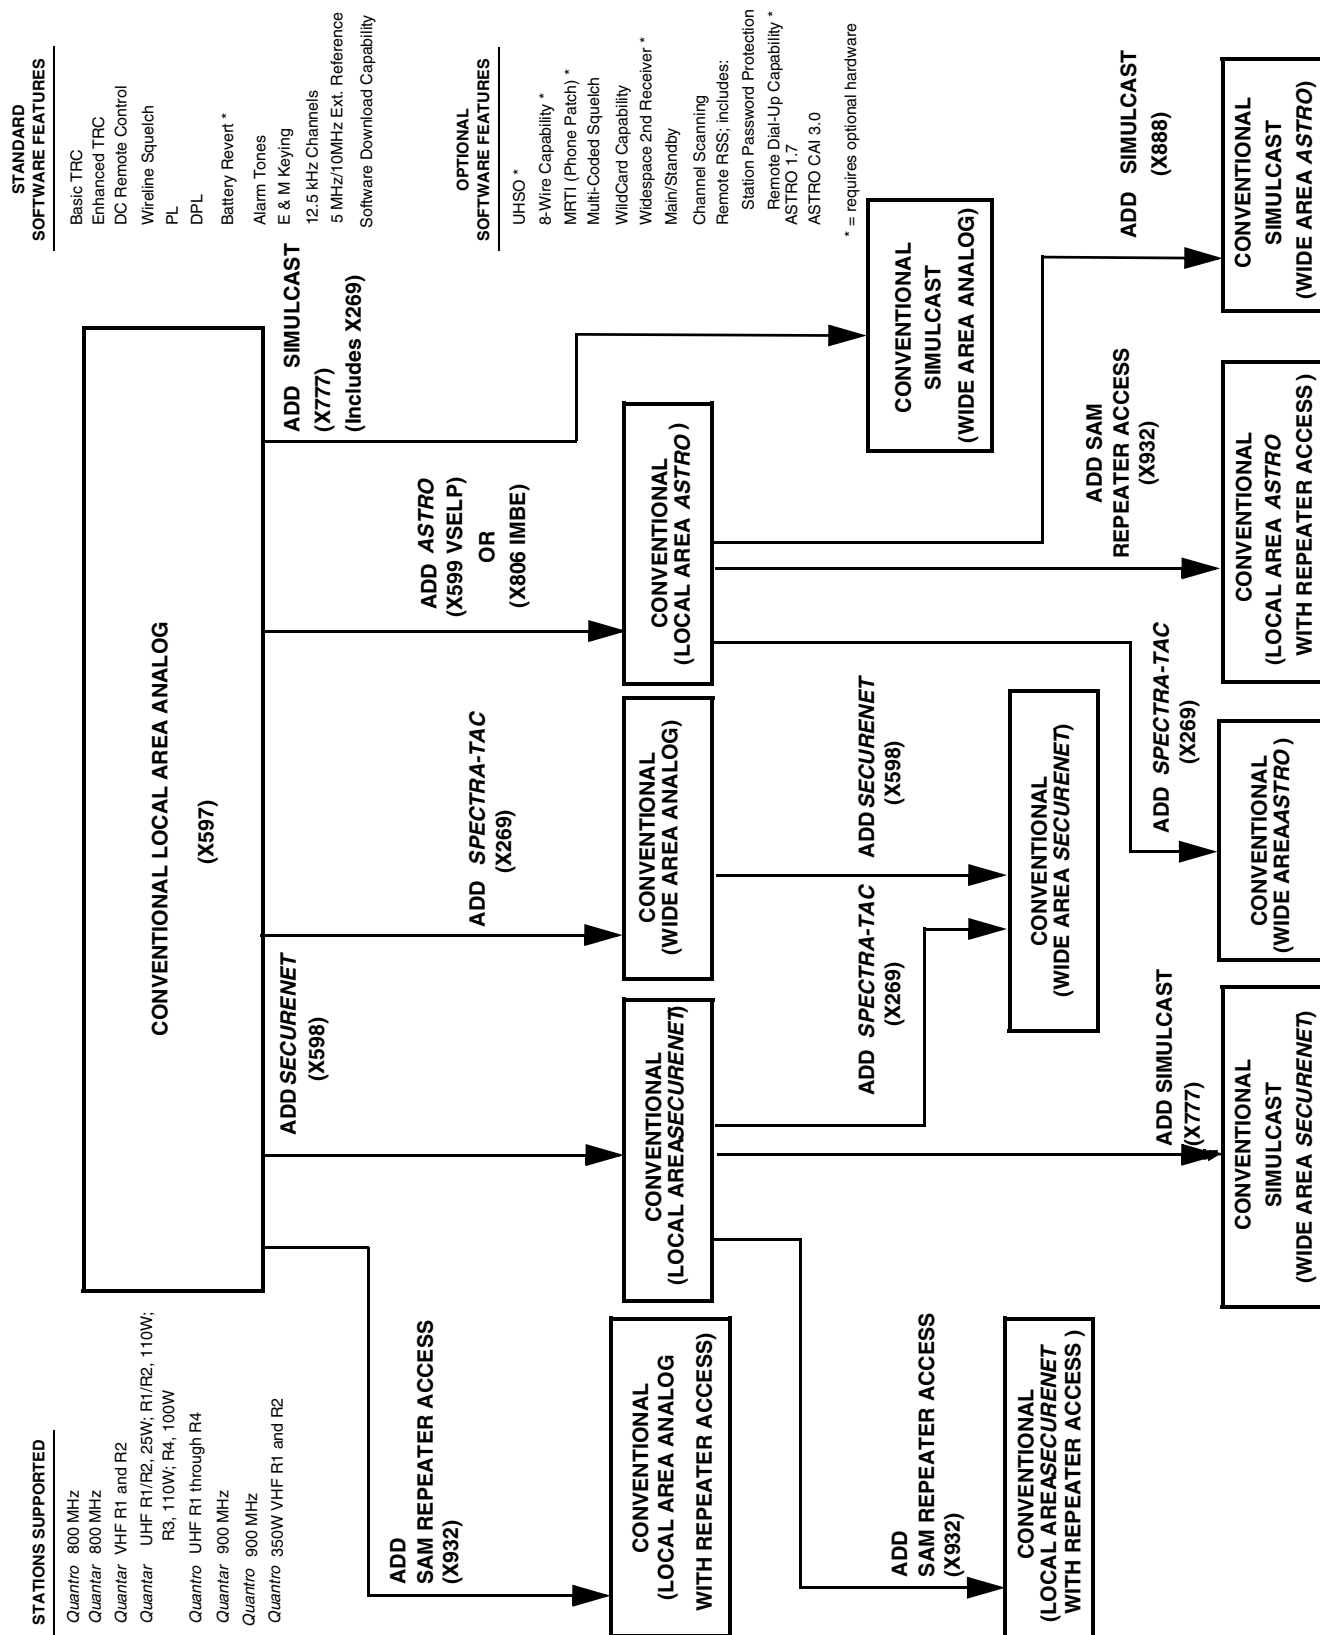 STATIONS SUPPORTED
Quantro 800 MHz
Quantar 800 MHz
Quantar VHF R1 and R2
Quantar UHF R1/R2, 25W; R1/R2, 110W;
R3, 110W; R4, 100W
Quantro UHF R1 through R4
Quantar 900 MHz
Quantro 900 MHz
Quantro 350W VHF R1 and R2
CONVENTIONAL LOCAL AREA ANALOG
(X597)
STANDARD
SOFTWARE FEATURES
Basic TRC
Enhanced TRC
DC Remote Control
Wireline Squelch
PL
DPL
Battery Revert *
Alarm Tones
E & M Keying
12.5 kHz Channels
5 MHz/10MHz Ext. Reference
Software Download Capability
OPTIONAL
SOFTWARE FEATURES
UHSO *
8-Wire Capability *
MRTI (Phone Patch) *
Multi-Coded Squelch
WildCard Capability
Widespace 2nd Receiver *
Main/Standby
Channel Scanning
Remote RSS; includes:
Station Password Protection
Remote Dial-Up Capability *
ASTRO 1.7
ASTRO CAI 3.0
* = requires optional hardware
ADD
SAM REPEATER ACCESS
(X932)
ADD SECURENET
(X598)
ADD SPECTRA-TAC
(X269)
ADD ASTRO
(X599 VSELP)
OR
(X806 IMBE)
ADD SIMULCAST
(X777)
(Includes X269)
CONVENTIONAL
(LOCAL AREA ANALOG
WITH REPEATER ACCESS)
CONVENTIONAL
(LOCAL AREASECURENET)
CONVENTIONAL
(WIDE AREA ANALOG)
CONVENTIONAL
(LOCAL AREA ASTRO)
CONVENTIONAL
SIMULCAST
(WIDE AREA ANALOG)
ADD
SAM REPEATER ACCESS
(X932)
ADD SPECTRA-TAC
(X269)
ADD SECURENET
(X598)
CONVENTIONAL
(LOCAL AREASECURENET
WITH REPEATER ACCESS )
CONVENTIONAL
(WIDE AREA SECURENET)
ADD SIMULCAST
(X777)
ADD SPECTRA-TAC
(X269)
ADD SAM
REPEATER ACCESS
(X932)
ADD SIMULCAST
(X888)
CONVENTIONAL
SIMULCAST
(WIDE AREA SECURENET)
CONVENTIONAL
(WIDE AREAASTRO )
CONVENTIONAL
(LOCAL AREA ASTRO
WITH REPEATER ACCESS )
CONVENTIONAL
SIMULCAST
(WIDE AREA ASTRO)